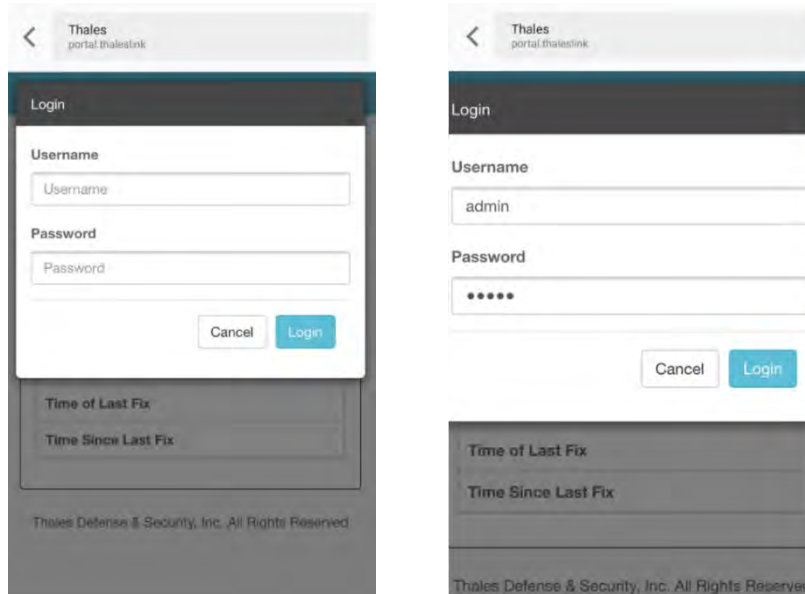 Thales
portal.thaleslink
Login
Username
Username
Password
Password
Cancel
Login
Time of Last Fix
Time Since Last Fix
Thales Defense & Security, Inc. All Rights Reserved
Thales
portal.thaleslink
Login
Username
admin
Password
•••••
Cancel
Login
Time of Last Fix
Time Since Last Fix
Thales Defense & Security, Inc. All Rights Reserved